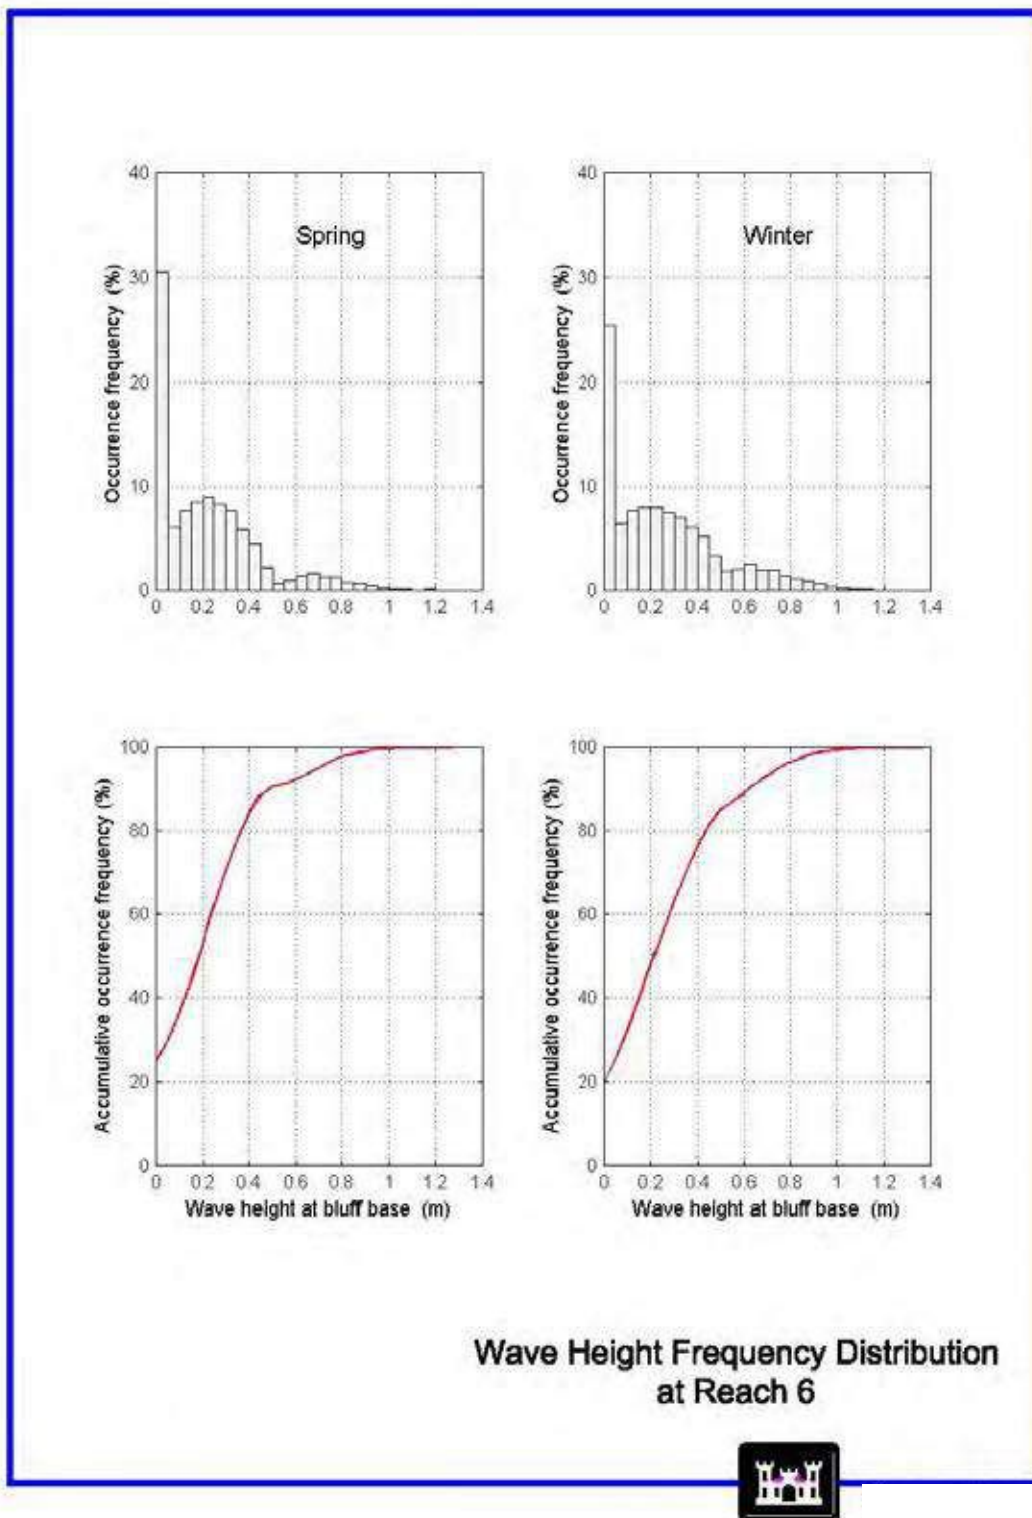 Spring
Occurrence frequency (%)
40
30
20
10
0
0 0.2 0.4 0.6 0.8 1 1.2 1.4
Winter
Occurrence frequency (%)
40
30
20
10
0
0 0.2 0.4 0.6 0.8 1 1.2 1.4
Accumulative occurrence frequency (%)
100
80
60
40
20
0
0 0.2 0.4 0.6 0.8 1 1.2 1.4
Wave height at bluff base (m)
Accumulative occurrence frequency (%)
100
80
60
40
20
0
0 0.2 0.4 0.6 0.8 1 1.2 1.4
Wave height at bluff base (m)
Wave Height Frequency Distribution
at Reach 6